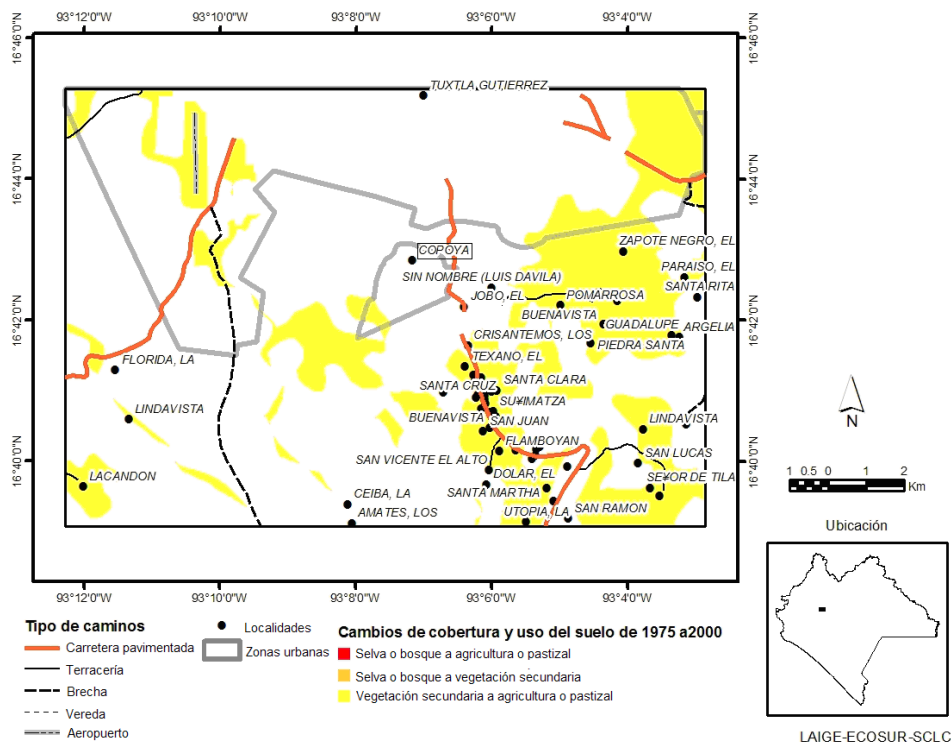 93°12'0"W
93°10'0"W
93°8'0"W
93°6'0"W
93°4'0"W
16°46'0"N
16°46'0"N
TUXTLA GUTIERREZ
16°44'0"N
16°44'0"N
ZAPOTE NEGRO, EL
COPOYA
PARAISO, EL
SIN NOMBRE (LUIS DAVILA)
SANTA RITA
JOBO, EL
POMARROSA
BUENAVISTA
16°42'0"N
16°42'0"N
GUADALUPE
ARGELIA
CRISANTEMOS, LOS
PIEDRA SANTA
FLORIDA, LA
TEXANO, EL
SANTA CRUZ
SANTA CLARA
SU¥IMATZA
LINDAVISTA
BUENAVISTA
SAN JUAN
LINDAVISTA
FLAMBOYAN
16°40'0"N
16°40'0"N
SAN VICENTE EL ALTO
SAN LUCAS
LACANDON
DOLAR, EL
SE¥OR DE TILA
CEIBA, LA
SANTA MARTHA
AMATES, LOS
UTOPIA, LA
SAN RAMON
N
1 0.5 0 1 2
Km
93°12'0"W
93°10'0"W
93°8'0"W
93°6'0"W
93°4'0"W
Ubicación
Tipo de caminos
Carretera pavimentada
Terracería
Brecha
Vereda
Aeropuerto
Localidades
Zonas urbanas
Cambios de cobertura y uso del suelo de 1975 a2000
Selva o bosque a agricultura o pastizal
Selva o bosque a vegetación secundaria
Vegetación secundaria a agricultura o pastizal
LAIGE-ECOSUR-SCLC